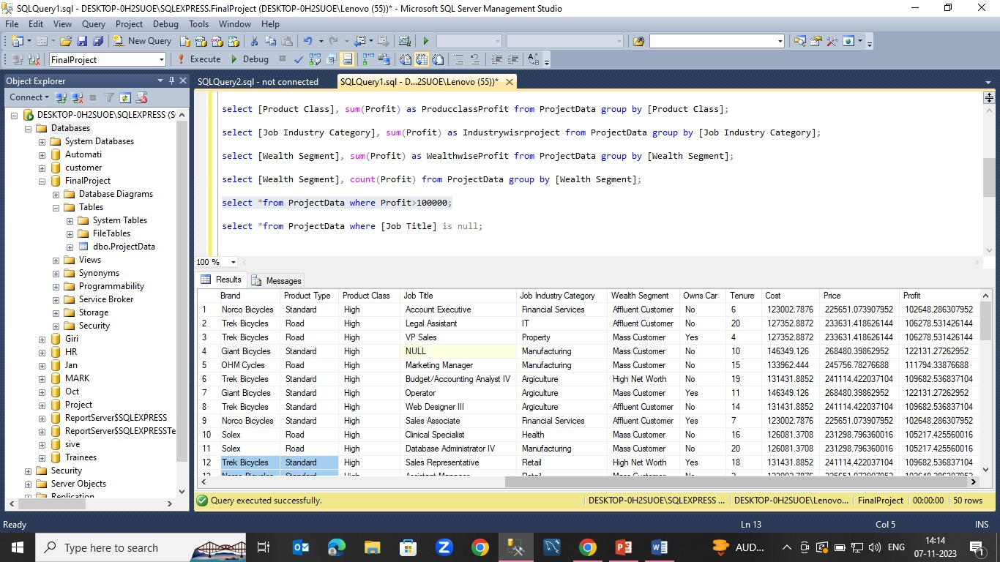 SQLQuery1.sql - DESKTOP-0H2SUOE\SQLEXPRESS.FinalProject (DESKTOP-0H2SUOE\Lenovo (55))* - Microsoft SQL Server Management Studio
File Edit View Query Project Debug Tools Window Help
New Query
FinalProject Execute Debug
Object Explorer
Connect
DESKTOP-0H2SUOE\SQLEXPRESS (S
Databases
System Databases
Automati
customer
FinalProject
Database Diagrams
Tables
System Tables
FileTables
dbo.ProjectData
Views
Synonyms
Programmability
Service Broker
Storage
Security
Giri
HR
Jan
MARK
Oct
Project
ReportServer$SQLEXPRESS
ReportServer$SQLEXPRESSTe
sive
Trainees
Security
Server Objects
Replication
SQLQuery2.sql - not connected SQLQuery1.sql - D...2SUOE\Lenovo (55))*
select [Product Class], sum(Profit) as ProducclassProfit from ProjectData group by [Product Class];
select [Job Industry Category], sum(Profit) as Industrywisrproject from ProjectData group by [Job Industry Category];
select [Wealth Segment], sum(Profit) as WealthwiseProfit from ProjectData group by [Wealth Segment];
select [Wealth Segment], count(Profit) from ProjectData group by [Wealth Segment];
select *from ProjectData where Profit>100000;
select *from ProjectData where [Job Title] is null;
100 %
Results Messages
Brand Product Type Product Class Job Title Job Industry Category Wealth Segment Owns Car Tenure Cost Price Profit
1 Norco Bicycles Standard High Account Executive Financial Services Affluent Customer No 6 123002.7876 225651.073907952 102648.286307952
2 Trek Bicycles Road High Legal Assistant IT Affluent Customer No 20 127352.8872 233631.418626144 106278.531426144
3 Trek Bicycles Road High VP Sales Property Mass Customer Yes 4 127352.8872 233631.418626144 106278.531426144
4 Giant Bicycles Standard High NULL Manufacturing Mass Customer No 10 146349.126 268480.39862952 122131.27262952
5 OHM Cycles Road High Marketing Manager Manufacturing Mass Customer No 15 133962.444 245756.78276688 111794.33876688
6 Trek Bicycles Standard High Budget/Accounting Analyst IV Argiculture High Net Worth No 19 131431.8852 241114.422037104 109682.536837104
7 Giant Bicycles Standard High Operator Argiculture Mass Customer Yes 11 146349.126 268480.39862952 122131.27262952
8 Trek Bicycles Standard High Web Designer III Argiculture Affluent Customer No 14 131431.8852 241114.422037104 109682.536837104
9 Norco Bicycles Standard High Sales Associate Financial Services Affluent Customer Yes 7 123002.7876 225651.073907952 102648.286307952
10 Solex Road High Clinical Specialist Health Mass Customer No 16 126081.3708 231298.796360016 105217.425560016
11 Solex Road High Database Administrator IV Manufacturing Mass Customer No 20 126081.3708 231298.796360016 105217.425560016
12 Trek Bicycles Standard High Sales Representative Retail High Net Worth Yes 18 131431.8852 241114.422037104 109682.536837104
Query executed successfully. DESKTOP-0H2SUOE\SQLEXPRESS ... DESKTOP-0H2SUOE\Lenovo... FinalProject 00:00:00 50 rows
Ready Ln 13 Col 5 INS
Type here to search AUD... ENG 14:14
07-11-2023